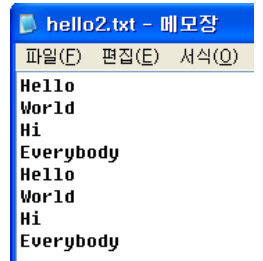 hello2.txt - 메모장
파일(F) 편집(E) 서식(O)
Hello
World
Hi
Everybody
Hello
World
Hi
Everybody